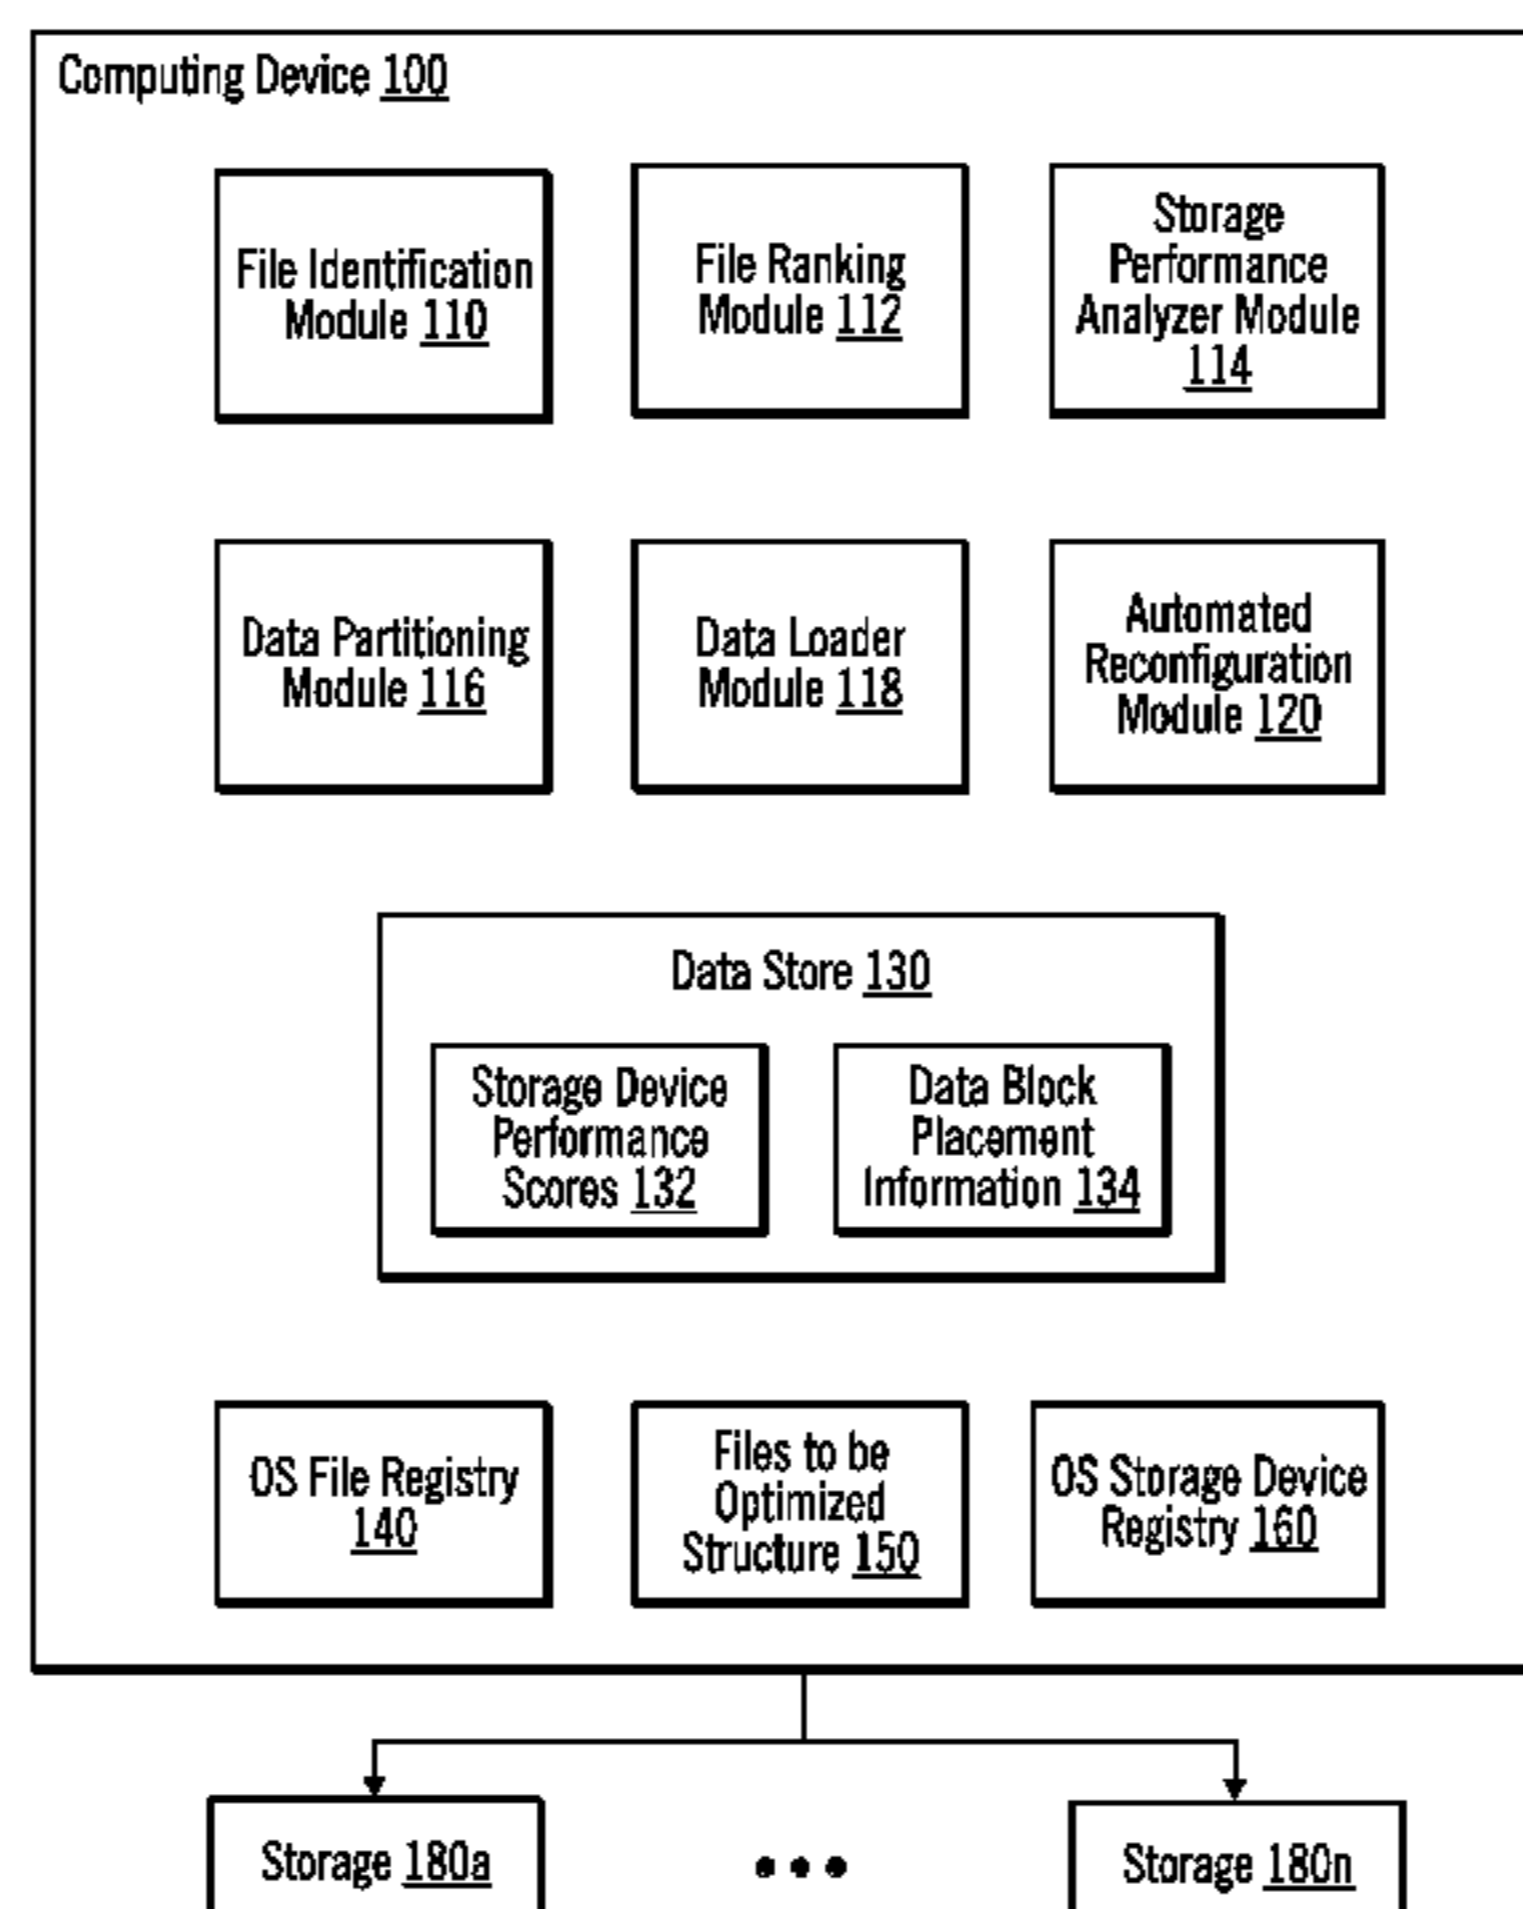 Computing Device 100
File Identification
Module 110
File Ranking
Module 112
Storage
Performance
Analyzer Module
114
Data Partitioning
Module 116
Data Loader
Module 118
Automated
Reconfiguration
Module 120
Data Store 130
Storage Device
Performance
Scores 132
Data Block
Placement
Information 134
OS File Registry
140
Files to be
Optimized
Structure 150
OS Storage Device
Registry 160
Storage 180a
•••
Storage 180n